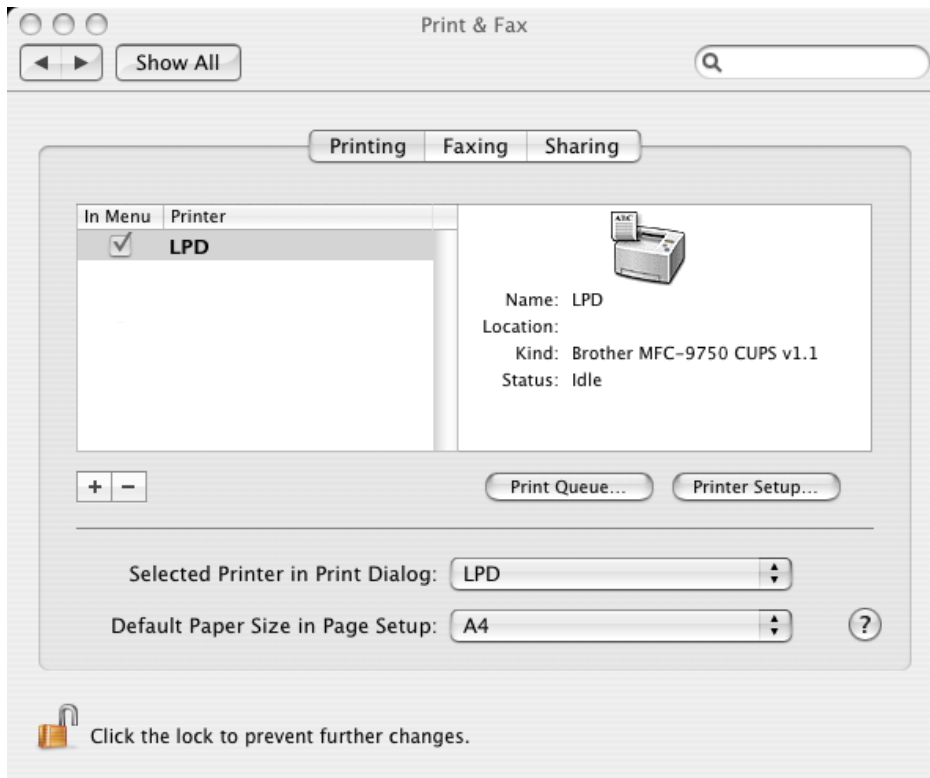 Print & Fax
Show All
Printing Faxing Sharing
In Menu Printer
LPD
ABC
Name: LPD
Location:
Kind: Brother MFC-9750 CUPS v1.1
Status: Idle
+ −
Print Queue... Printer Setup...
Selected Printer in Print Dialog: LPD
Default Paper Size in Page Setup: A4 ?
Click the lock to prevent further changes.